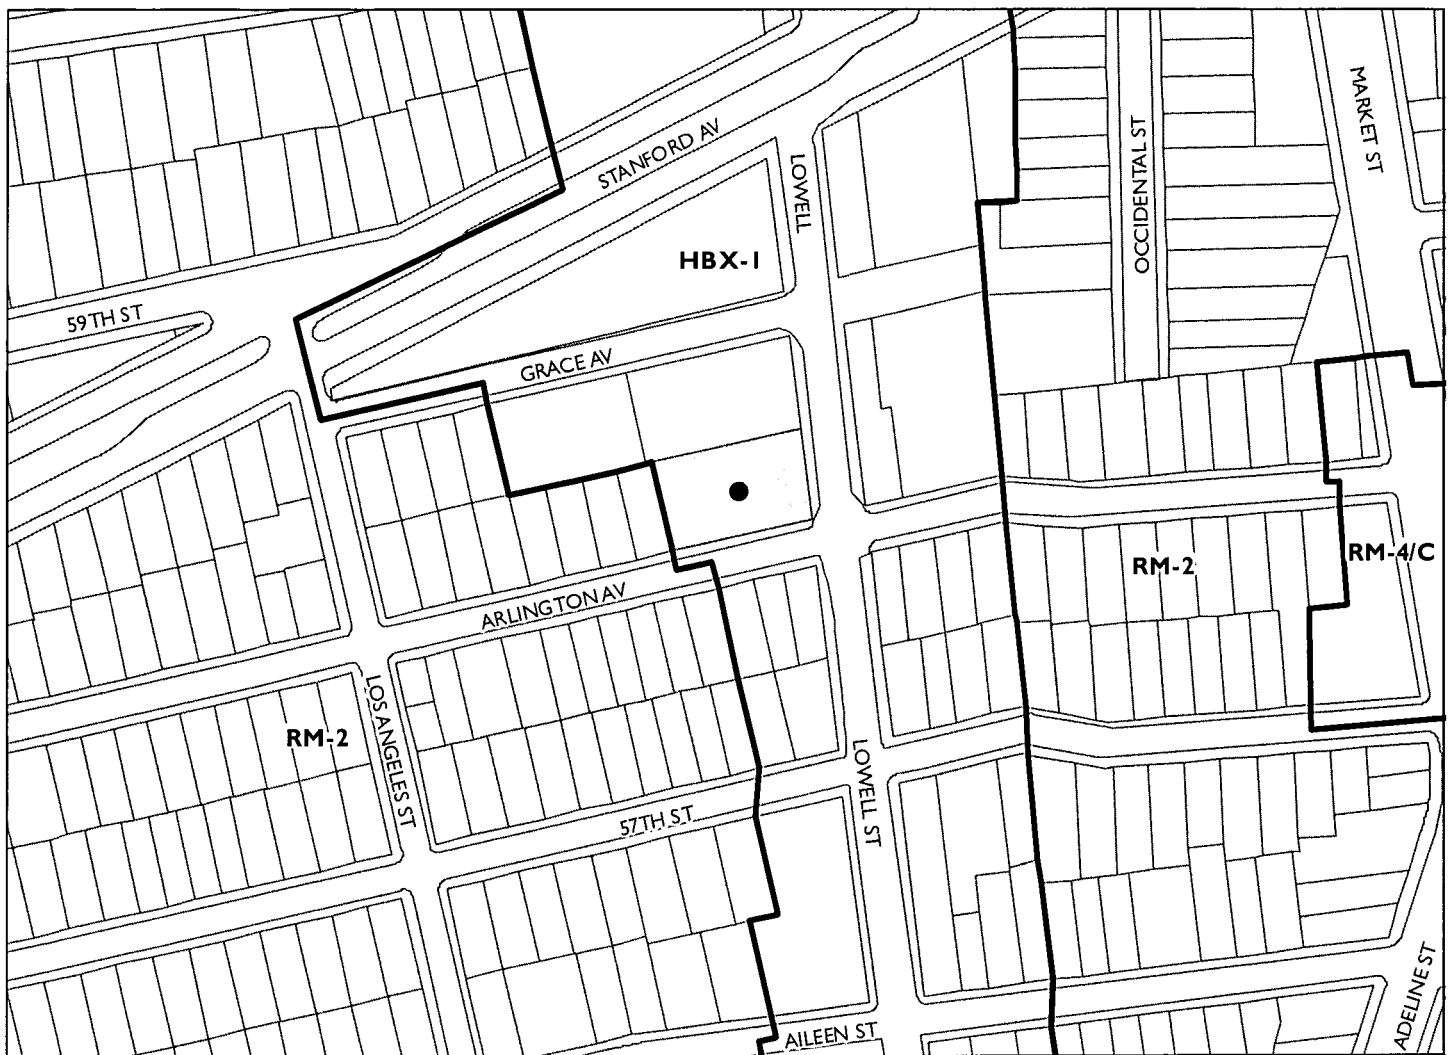 STANFORD AV
LOWELL
MARKET ST
OCCIDENTAL ST
HBX-1
59TH ST
GRACE AV
RM-4/C
RM-2
ARLINGTON AV
LOS ANGELES ST
RM-2
LOWELL ST
57TH ST
ADELINE ST
AILEEN ST